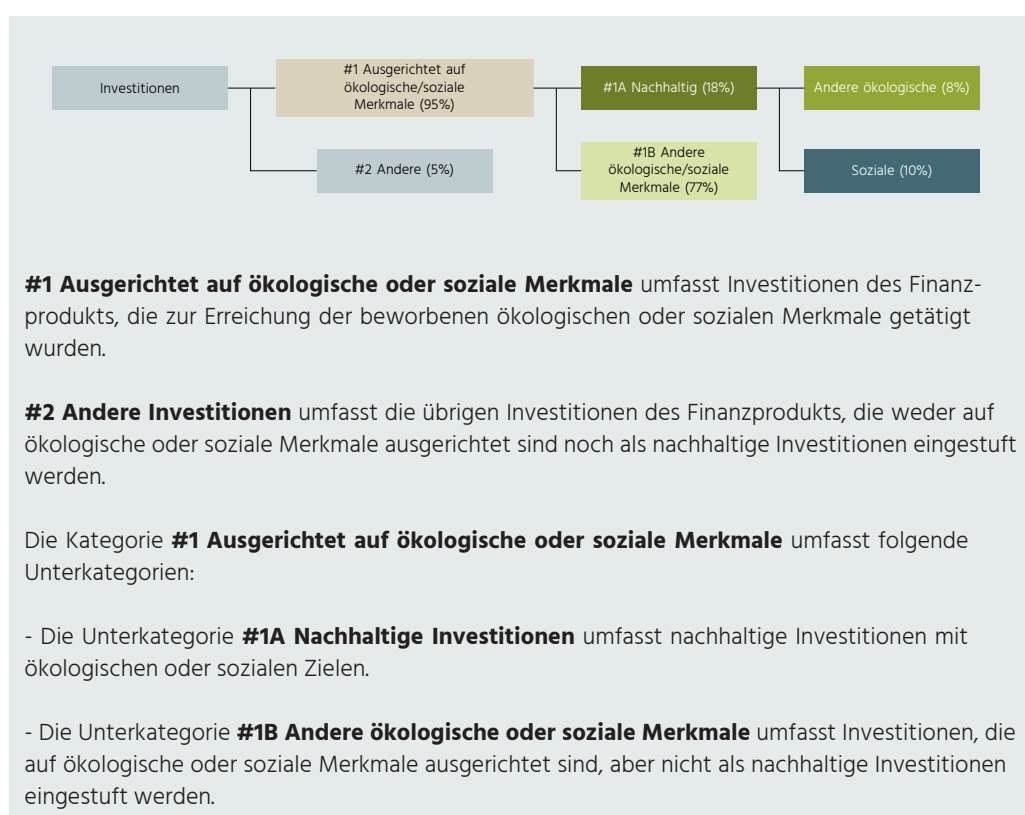 Investitionen
#1 Ausgerichtet auf
ökologische/soziale
Merkmale (95%)
#1A Nachhaltig (18%)
Andere ökologische (8%)
#2 Andere (5%)
#1B Andere
ökologische/soziale
Merkmale (77%)
Soziale (10%)
#1 Ausgerichtet auf ökologische oder soziale Merkmale umfasst Investitionen des Finanz-
produkts, die zur Erreichung der beworbenen ökologischen oder sozialen Merkmale getätigt
wurden.
#2 Andere Investitionen umfasst die übrigen Investitionen des Finanzprodukts, die weder auf
ökologische oder soziale Merkmale ausgerichtet sind noch als nachhaltige Investitionen eingestuft
werden.
Die Kategorie #1 Ausgerichtet auf ökologische oder soziale Merkmale umfasst folgende
Unterkategorien:
- Die Unterkategorie #1A Nachhaltige Investitionen umfasst nachhaltige Investitionen mit
ökologischen oder sozialen Zielen.
- Die Unterkategorie #1B Andere ökologische oder soziale Merkmale umfasst Investitionen, die
auf ökologische oder soziale Merkmale ausgerichtet sind, aber nicht als nachhaltige Investitionen
eingestuft werden.